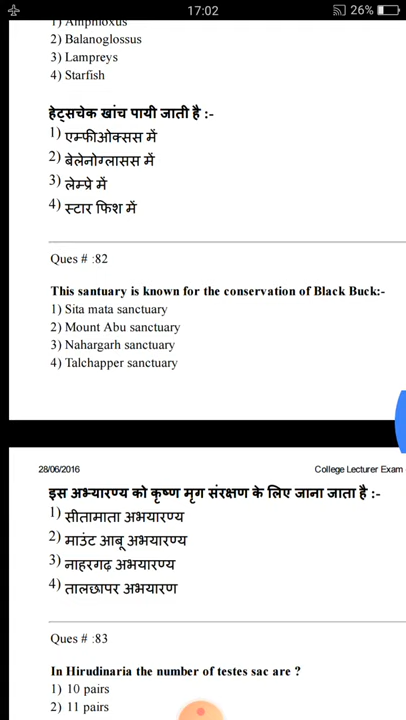 17:02
26%
1) Amphioxus
2) Balanoglossus
3) Lampreys
4) Starfish
हेट्सचेक खांच पायी जाती है :-
1) एम्फीओक्सस में
2) बेलेनोग्लासस में
3) लेम्प्रे में
4) स्टार फिश में
Ques # :82
This santuary is known for the conservation of Black Buck:-
1) Sita mata sanctuary
2) Mount Abu sanctuary
3) Nahargarh sanctuary
4) Talchapper sanctuary
28/06/2016 College Lecturer Exam
इस अभ्यारण्य को कृष्ण मृग संरक्षण के लिए जाना जाता है :-
1) सीतामाता अभयारण्य
2) माउंट आबू अभयारण्य
3) नाहरगढ़ अभयारण्य
4) तालछापर अभयारण
Ques # :83
In Hirudinaria the number of testes sac are ?
1) 10 pairs
2) 11 pairs